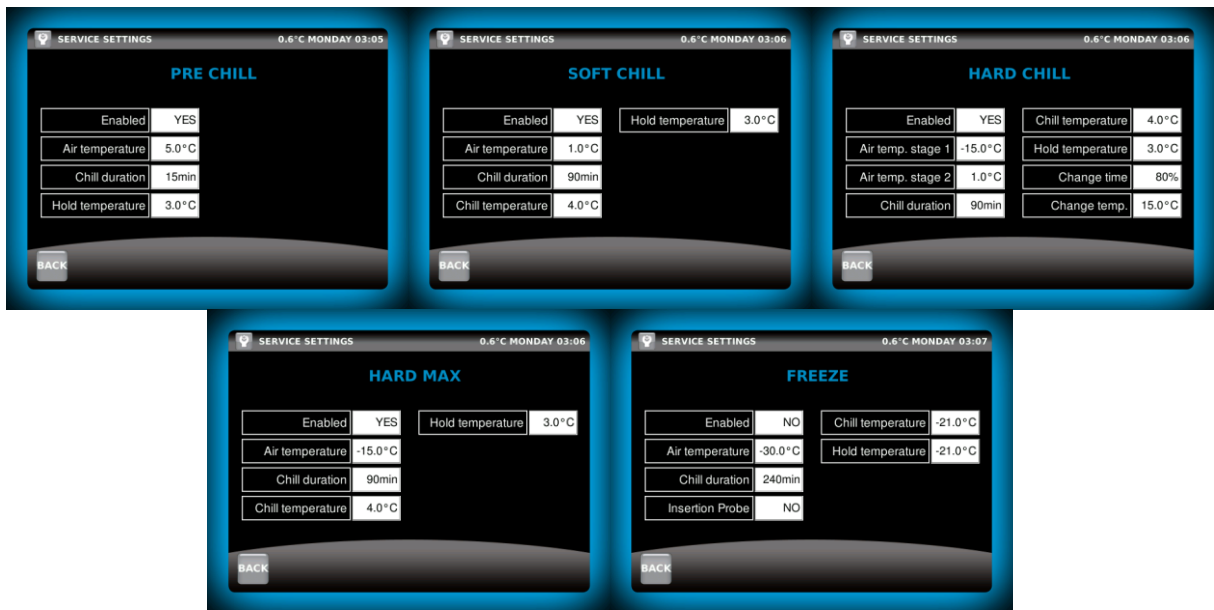 SERVICE SETTINGS 0.6°C MONDAY 03:05
PRE CHILL
Enabled YES
Air temperature 5.0°C
Chill duration 15min
Hold temperature 3.0°C
BACK
SERVICE SETTINGS 0.6°C MONDAY 03:06
SOFT CHILL
Enabled YES Hold temperature 3.0°C
Air temperature 1.0°C
Chill duration 90min
Chill temperature 4.0°C
BACK
SERVICE SETTINGS 0.6°C MONDAY 03:06
HARD CHILL
Enabled YES Chill temperature 4.0°C
Air temp. stage 1 -15.0°C Hold temperature 3.0°C
Air temp. stage 2 1.0°C Change time 80%
Chill duration 90min Change temp. 15.0°C
BACK
SERVICE SETTINGS 0.6°C MONDAY 03:06
HARD MAX
Enabled YES Hold temperature 3.0°C
Air temperature -15.0°C
Chill duration 90min
Chill temperature 4.0°C
BACK
SERVICE SETTINGS 0.6°C MONDAY 03:07
FREEZE
Enabled NO Chill temperature -21.0°C
Air temperature -30.0°C Hold temperature -21.0°C
Chill duration 240min
Insertion Probe NO
BACK